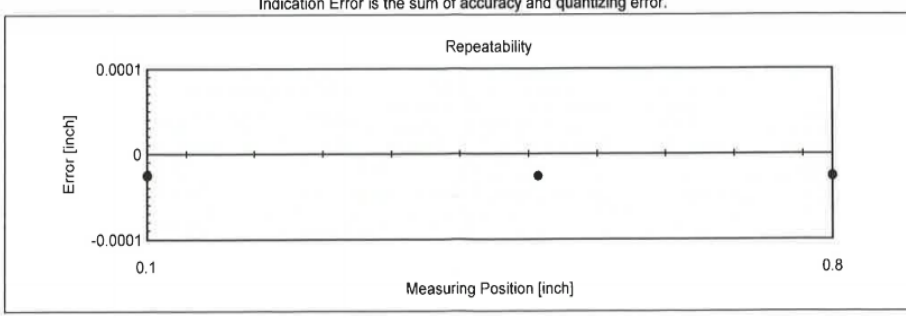 Indication Error is the sum of accuracy and quantizing error.
Repeatability
0.0001
Error [inch]
0
-0.0001
0.1
0.8
Measuring Position [inch]